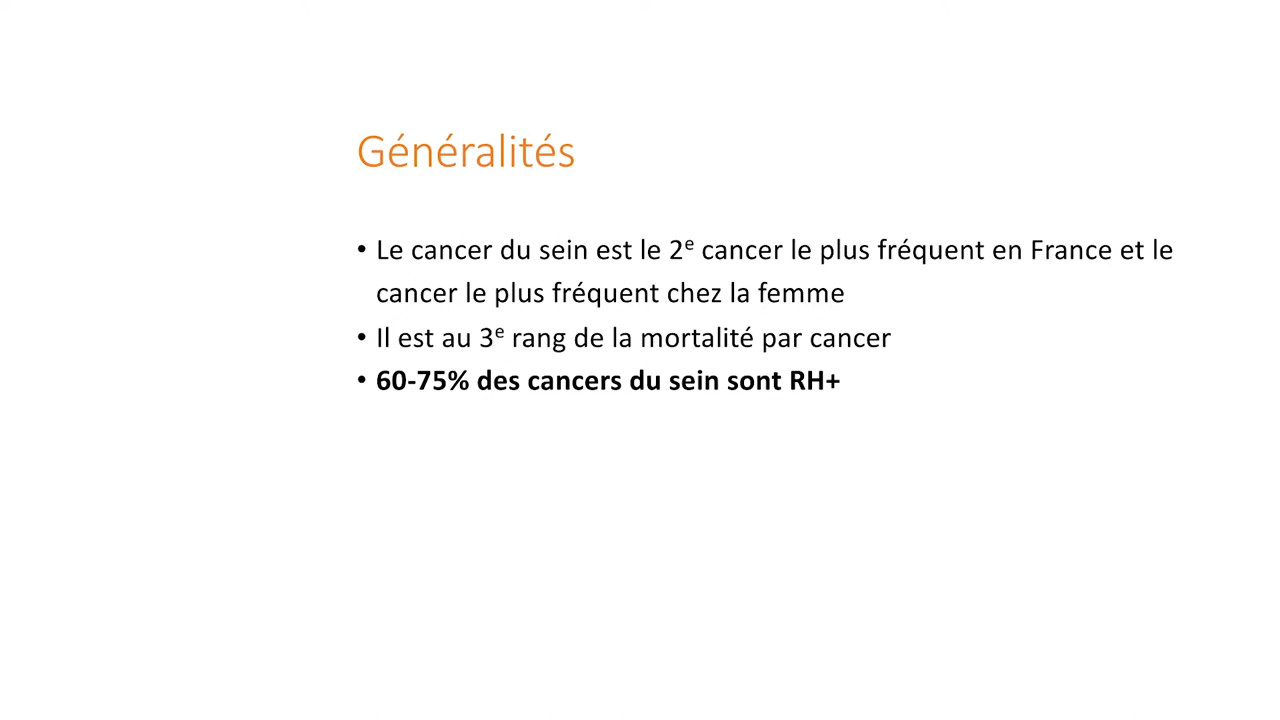 Généralités
• Le cancer du sein est le 2e cancer le plus fréquent en France et le
cancer le plus fréquent chez la femme
• Il est au 3e rang de la mortalité par cancer
• 60-75% des cancers du sein sont RH+